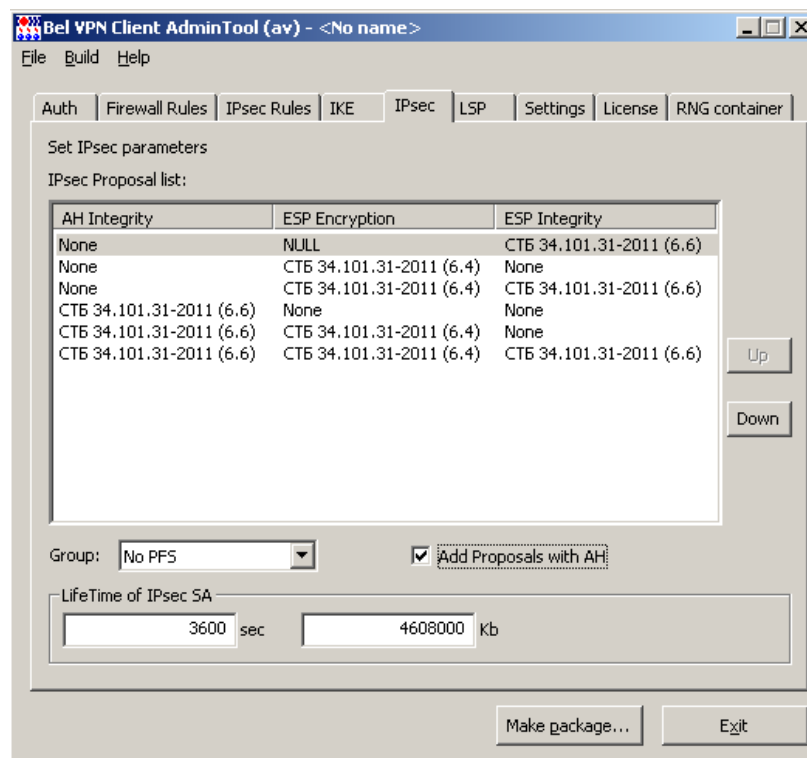 Bel VPN Client AdminTool (av) - <No name>
File Build Help
Auth Firewall Rules IPsec Rules IKE IPsec LSP Settings License RNG container
Set IPsec parameters
IPsec Proposal list:
AH Integrity ESP Encryption ESP Integrity
None NULL СТБ 34.101.31-2011 (6.6)
None СТБ 34.101.31-2011 (6.4) None
None СТБ 34.101.31-2011 (6.4) СТБ 34.101.31-2011 (6.6)
СТБ 34.101.31-2011 (6.6) None None
СТБ 34.101.31-2011 (6.6) СТБ 34.101.31-2011 (6.4) None
СТБ 34.101.31-2011 (6.6) СТБ 34.101.31-2011 (6.4) СТБ 34.101.31-2011 (6.6)
Up
Down
Group: No PFS Add Proposals with AH
LifeTime of IPsec SA
3600 sec 4608000 Kb
Make package... Exit